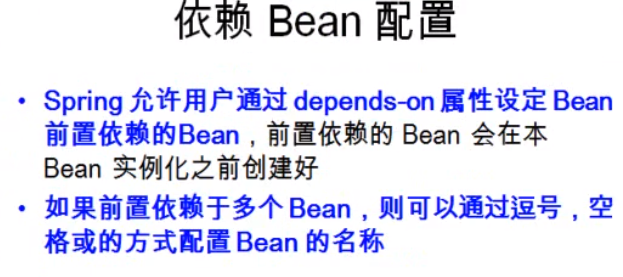 依赖 Bean 配置
• Spring 允许用户通过 depends-on 属性设定 Bean
前置依赖的Bean，前置依赖的 Bean 会在本
Bean 实例化之前创建好
• 如果前置依赖于多个 Bean，则可以通过逗号，空
格或的方式配置 Bean 的名称